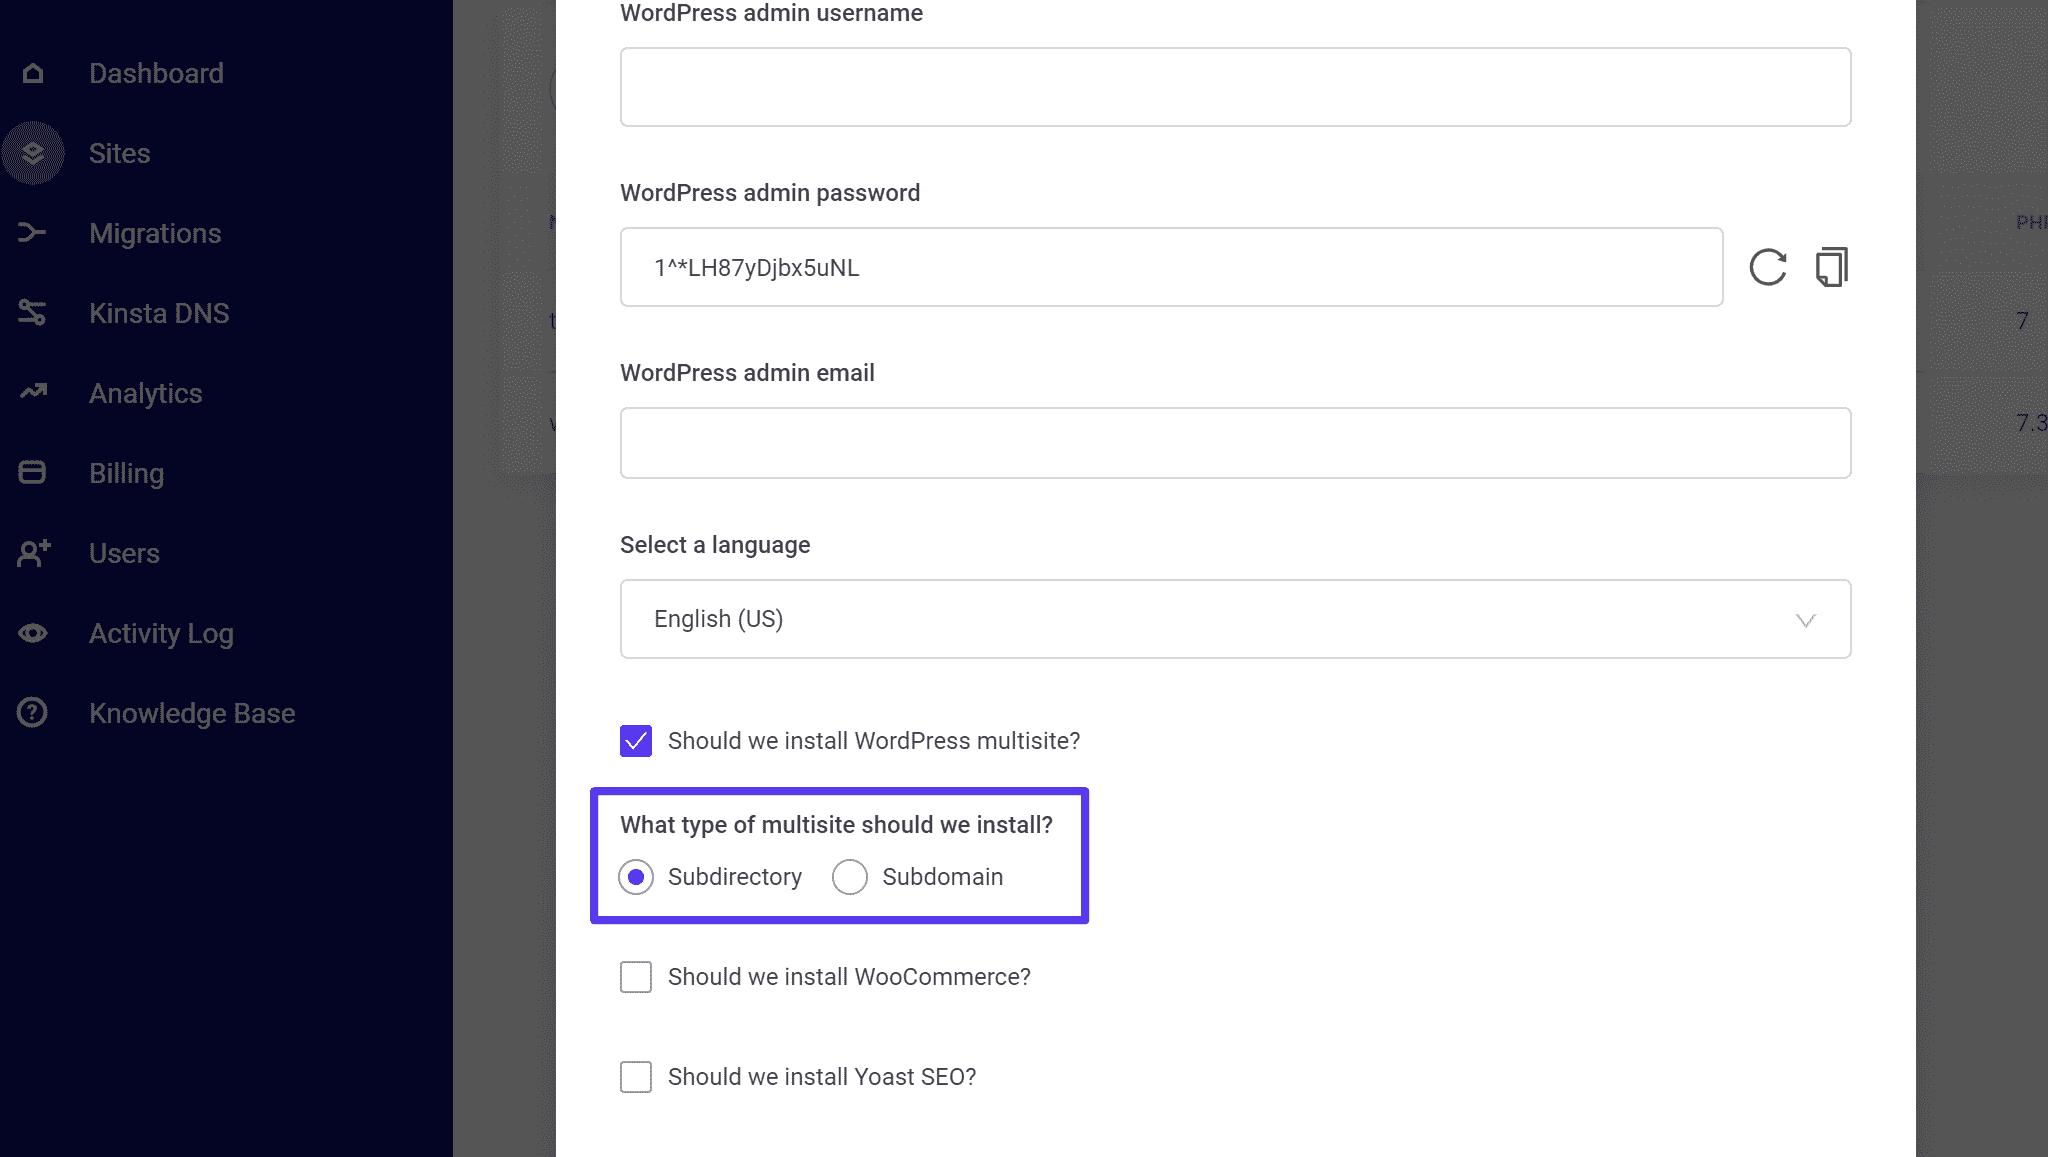 Dashboard
Sites
Migrations
Kinsta DNS
Analytics
Billing
Users
Activity Log
Knowledge Base
WordPress admin username
WordPress admin password
1^*LH87yDjbx5uNL
WordPress admin email
Select a language
English (US)
Should we install WordPress multisite?
What type of multisite should we install?
Subdirectory Subdomain
Should we install WooCommerce?
Should we install Yoast SEO?
7
7.3